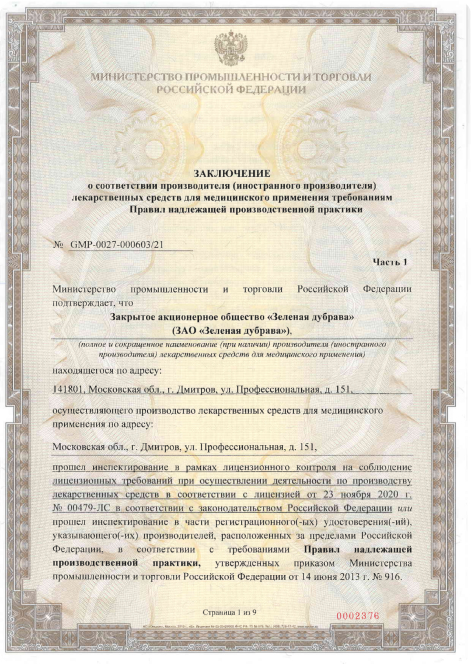 МИНИСТЕРСТВО ПРОМЫШЛЕННОСТИ И ТОРГОВЛИ
РОССИЙСКОЙ ФЕДЕРАЦИИ
ЗАКЛЮЧЕНИЕ
о соответствии производителя (иностранного производителя)
лекарственных средств для медицинского применения требованиям
Правил надлежащей производственной практики
№ GMP-0027-000603/21
Часть 1
Министерство промышленности и торговли Российской Федерации
подтверждает, что
Закрытое акционерное общество «Зеленая дубрава»
(ЗАО «Зеленая дубрава»),
(полное и сокращенное наименование (при наличии) производителя (иностранного
производителя) лекарственных средств для медицинского применения)
находящегося по адресу:
141801, Московская обл., г. Дмитров, ул. Профессиональная, д. 151,
осуществляющего производство лекарственных средств для медицинского
применения по адресу:
Московская обл., г. Дмитров, ул. Профессиональная, д. 151,
прошел инспектирование в рамках лицензионного контроля на соблюдение
лицензионных требований при осуществлении деятельности по производству
лекарственных средств в соответствии с лицензией от 23 ноября 2020 г.
№ 00479-ЛС в соответствии с законодательством Российской Федерации или
прошел инспектирование в части регистрационного(-ых) удостоверения(-ий),
указывающего(-их) производителей, расположенных за пределами Российской
Федерации, в соответствии с требованиями Правил надлежащей
производственной практики, утвержденных приказом Министерства
промышленности и торговли Российской Федерации от 14 июня 2013 г. № 916.
Страница 1 из 9
0002376